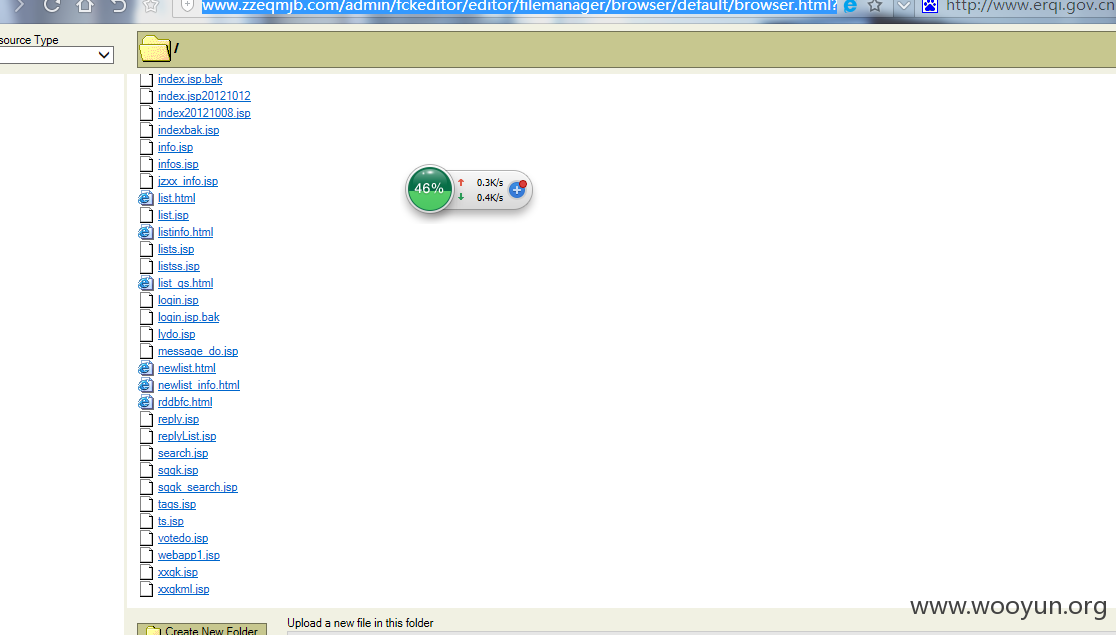 www.zzeqmjb.com/admin/fckeditor/editor/filemanager/browser/default/browser.html?
http://www.erqi.gov.cn
source Type
/
index.jsp.bak
index.jsp20121012
index20121008.jsp
indexbak.jsp
info.jsp
infos.jsp
jzxx_info.jsp
list.html
list.jsp
listinfo.html
lists.jsp
listss.jsp
list_gs.html
login.jsp
login.jsp.bak
lydo.jsp
message_do.jsp
newlist.html
newlist_info.html
rddbfc.html
reply.jsp
replyList.jsp
search.jsp
sqgk.jsp
sqgk_search.jsp
tags.jsp
ts.jsp
votedo.jsp
webapp1.jsp
xxgk.jsp
xxgkml.jsp
46%
0.3K/s
0.4K/s
Create New Folder
Upload a new file in this folder
www.wooyun.org